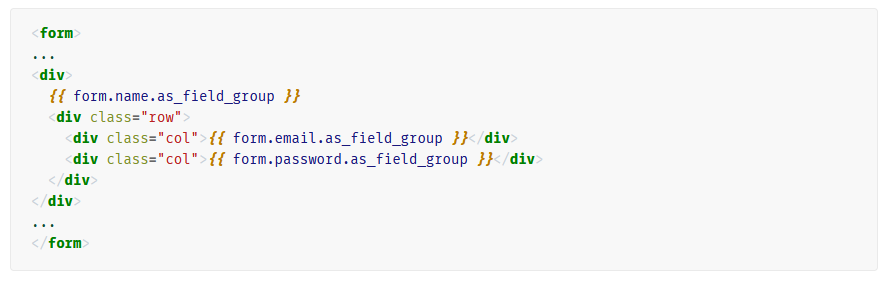 <form>
...
<div>
  {{ form.name.as_field_group }}
  <div class="row">
    <div class="col">{{ form.email.as_field_group }}</div>
    <div class="col">{{ form.password.as_field_group }}</div>
  </div>
</div>
...
</form>